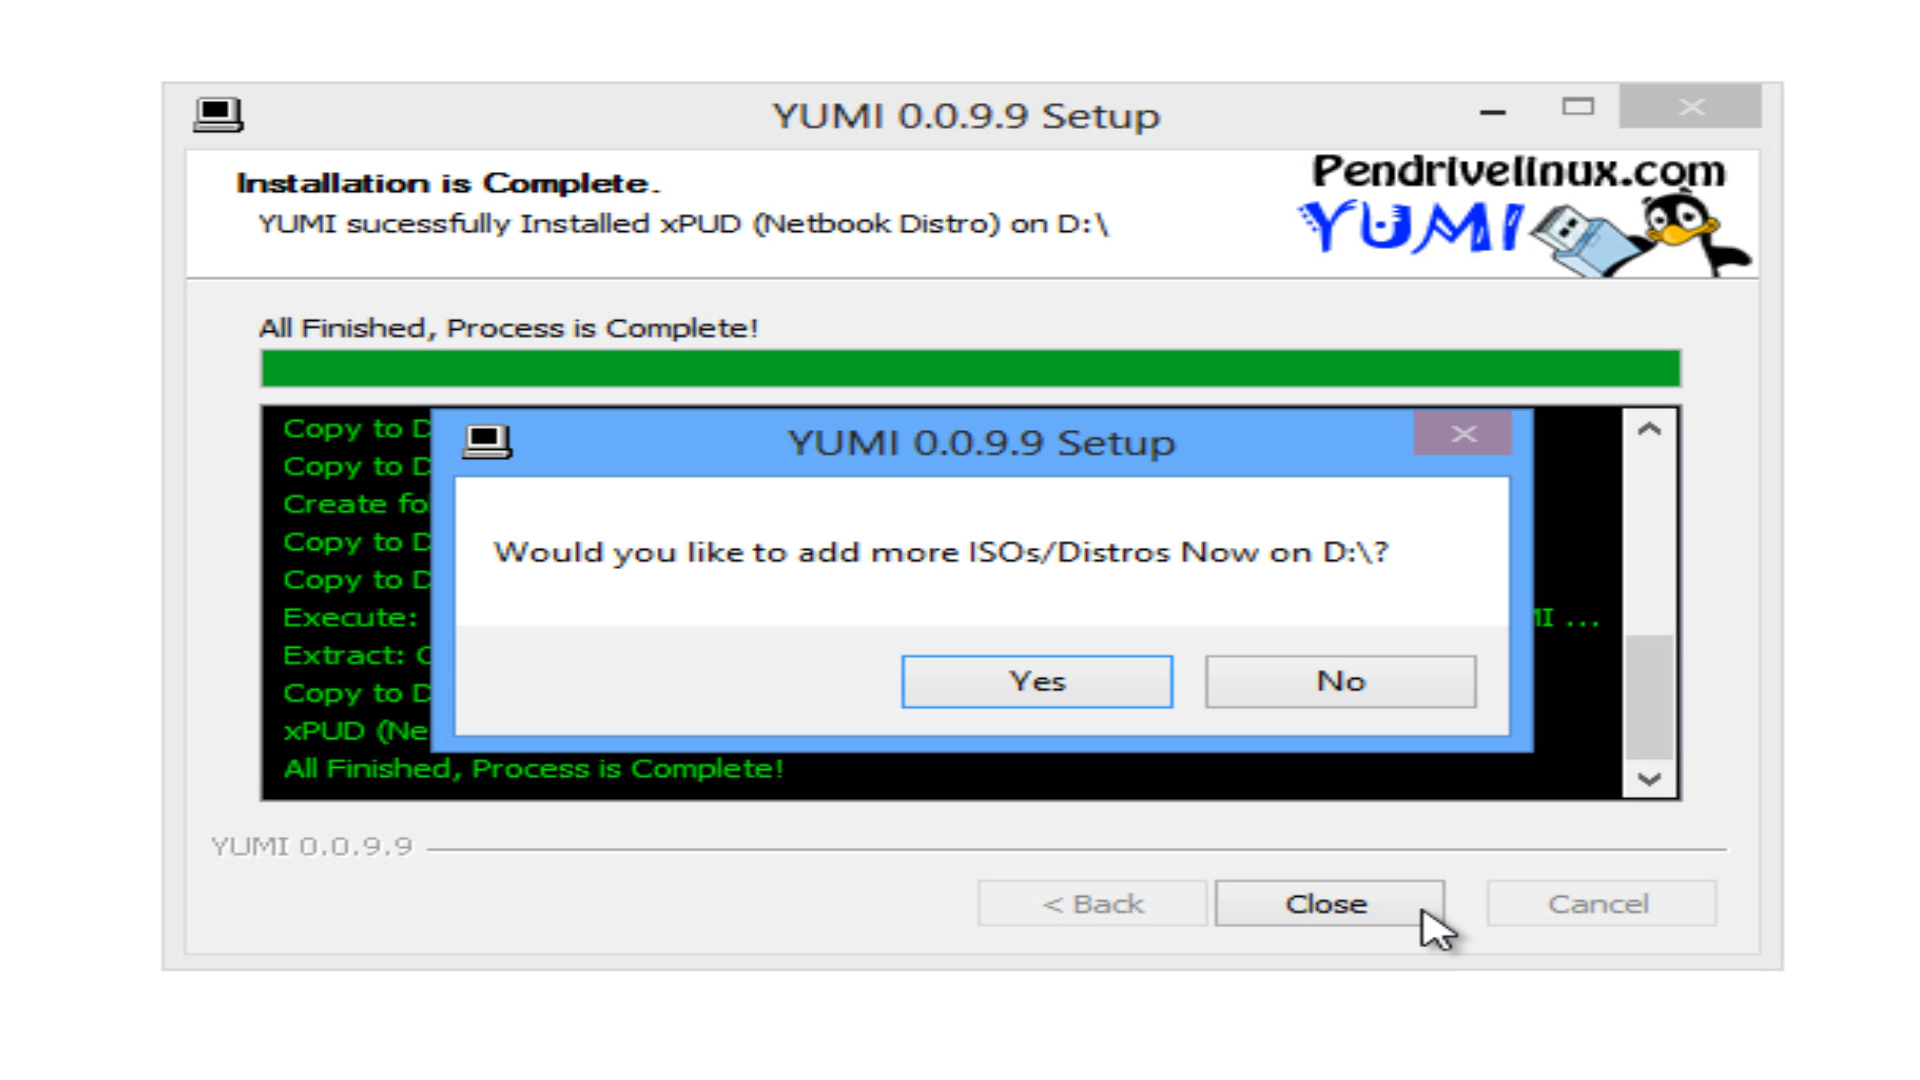 YUMI 0.0.9.9 Setup
Installation is Complete.
YUMI sucessfully Installed xPUD (Netbook Distro) on D:\
Pendrivelinux.com
YUMI
All Finished, Process is Complete!
Copy to D
Copy to D
Create fo
Copy to D
Copy to D
Execute:
MI ...
Extract: C
Copy to D
xPUD (Ne
All Finished, Process is Complete!
YUMI 0.0.9.9 Setup
Would you like to add more ISOs/Distros Now on D:\?
Yes
No
YUMI 0.0.9.9
< Back
Close
Cancel